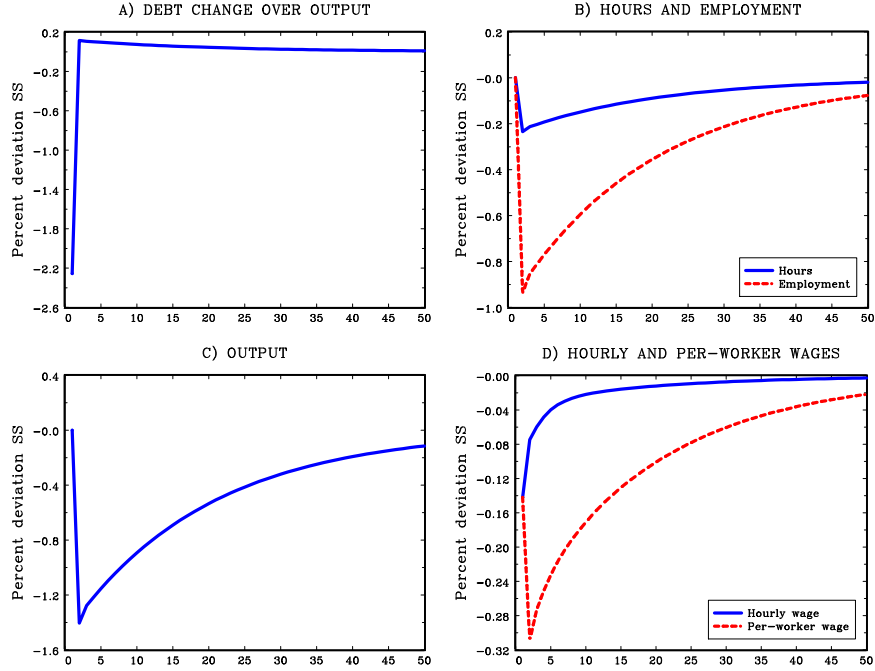 A) DEBT CHANGE OVER OUTPUT
Percent deviation SS
0.2
−0.2
−0.6
−1.0
−1.4
−1.8
−2.2
−2.6
0 5 10 15 20 25 30 35 40 45 50
B) HOURS AND EMPLOYMENT
Percent deviation SS
0.2
−0.0
−0.2
−0.4
−0.6
−0.8
−1.0
Hours
Employment
0 5 10 15 20 25 30 35 40 45 50
C) OUTPUT
Percent deviation SS
0.4
−0.0
−0.4
−0.8
−1.2
−1.6
0 5 10 15 20 25 30 35 40 45 50
D) HOURLY AND PER−WORKER WAGES
Percent deviation SS
−0.00
−0.04
−0.08
−0.12
−0.16
−0.20
−0.24
−0.28
−0.32
Hourly wage
Per−worker wage
0 5 10 15 20 25 30 35 40 45 50